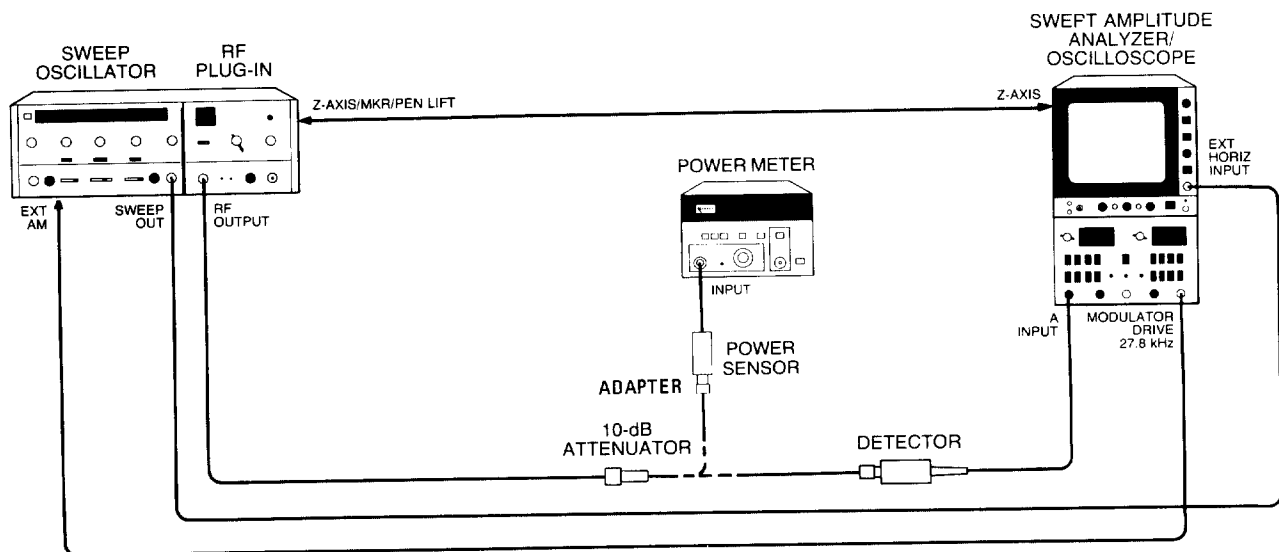 SWEEP
OSCILLATOR
RF
PLUG-IN
SWEPT AMPLITUDE
ANALYZER/
OSCILLOSCOPE
Z-AXIS/MKR/PEN LIFT
Z-AXIS
EXT
HORIZ
INPUT
POWER METER
EXT
AM
SWEEP
OUT
RF
OUTPUT
INPUT
A
INPUT
MODULATOR
DRIVE
27.8 kHz
POWER
SENSOR
ADAPTER
10-dB
ATTENUATOR
DETECTOR